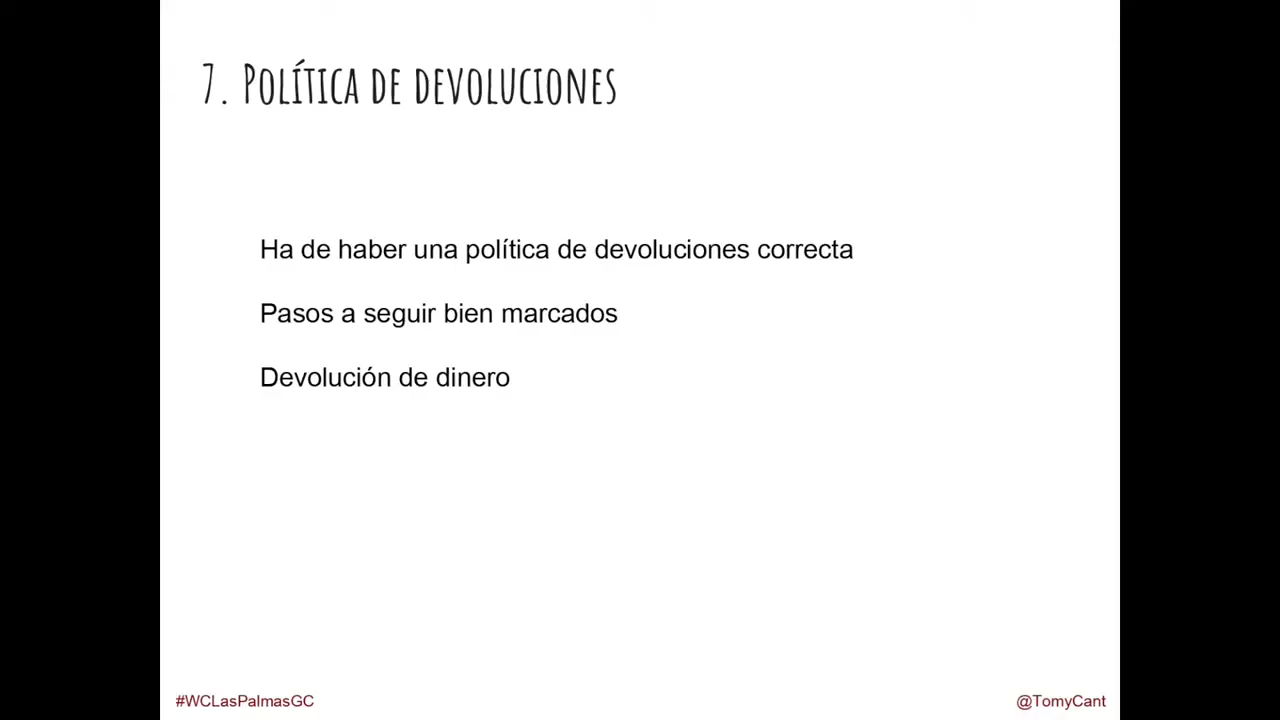 7. Política de devoluciones
Ha de haber una política de devoluciones correcta
Pasos a seguir bien marcados
Devolución de dinero
#WCLasPalmasGC
@TomyCant